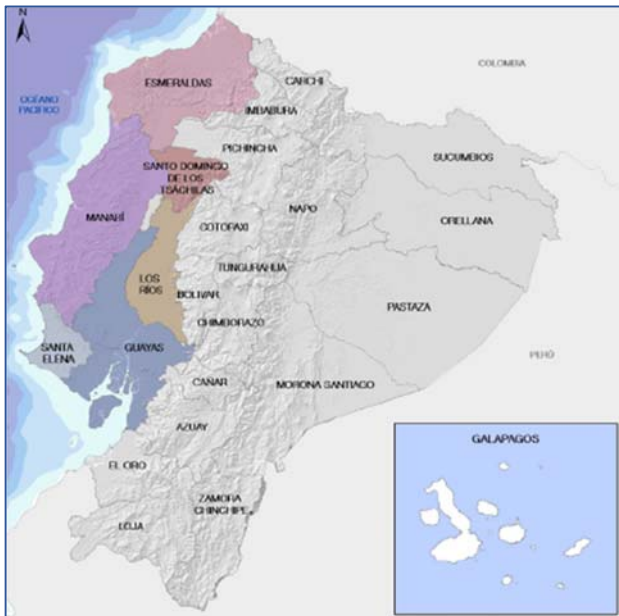 N
COLOMBIA
ESMERALDAS
CARCHI
OCÉANO
PACIFICO
IMBABURA
PICHINCHA
SUCUMBIOS
SANTO DOMINGO
DE LOS
TSÁCHILAS
MANABÍ
NAPO
ORELLANA
COTOPAXI
TUNGURAHUA
LOS
RÍOS
BOLIVAR
PASTAZA
CHIMBORAZO
SANTA
ELENA
GUAYAS
PERÚ
CAÑAR
MORONA SANTIAGO
AZUAY
GALAPAGOS
EL ORO
ZAMORA
CHINCHIPE
LOJA